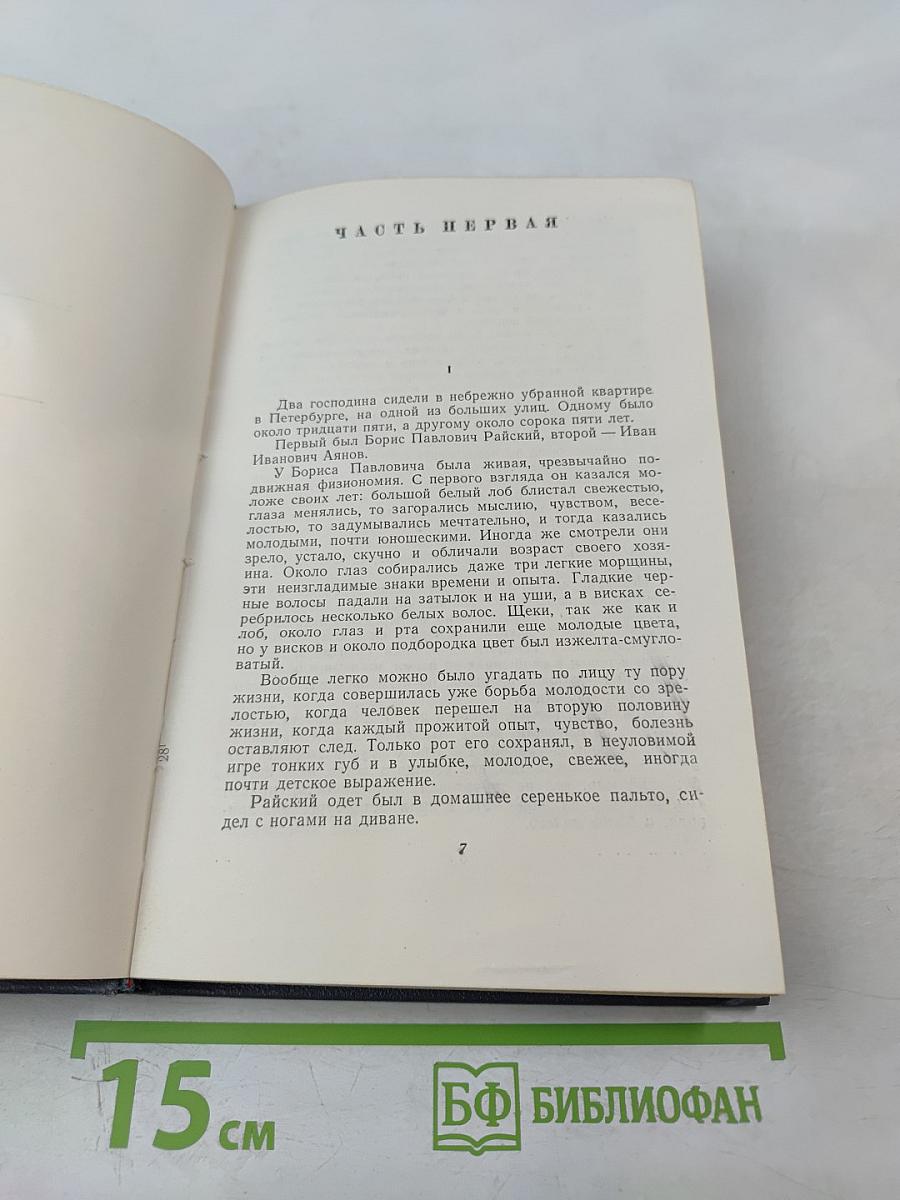 ЧАСТЬ ПЕРВАЯ
I
Два господина сидели в небрежно убранной квартире
в Петербурге, на одной из больших улиц. Одному было
около тридцати пяти, а другому около сорока пяти лет.
Первый был Борис Павлович Райский, второй — Иван
Иванович Аянов.
У Бориса Павловича была живая, чрезвычайно по-
движная физиономия. С первого взгляда он казался мо-
ложе своих лет: большой белый лоб блистал свежестью,
глаза менялись, то загорались мыслию, чувством, весе-
лостью, то задумывались мечтательно, и тогда казались
молодыми, почти юношескими. Иногда же смотрели они
зрело, устало, скучно и обличали возраст своего хозя-
ина. Около глаз собирались даже три легкие морщины,
эти неизгладимые знаки времени и опыта. Гладкие чер-
ные волосы падали на затылок и на уши, а в висках се-
ребрилось несколько белых волос. Щеки, так же как и
лоб, около глаз и рта сохранили еще молодые цвета,
но у висков и около подбородка цвет был изжелта-смугло-
ватый.
Вообще легко можно было угадать по лицу ту пору
жизни, когда совершилась уже борьба молодости со зре-
лостью, когда человек перешел на вторую половину
жизни, когда каждый прожитой опыт, чувство, болезнь
оставляют след. Только рот его сохранял, в неуловимой
игре тонких губ и в улыбке, молодое, свежее, иногда
почти детское выражение.
Райский одет был в домашнее серенькое пальто, си-
дел с ногами на диване.
7
28
15 см
БФ БИБЛИОФАН